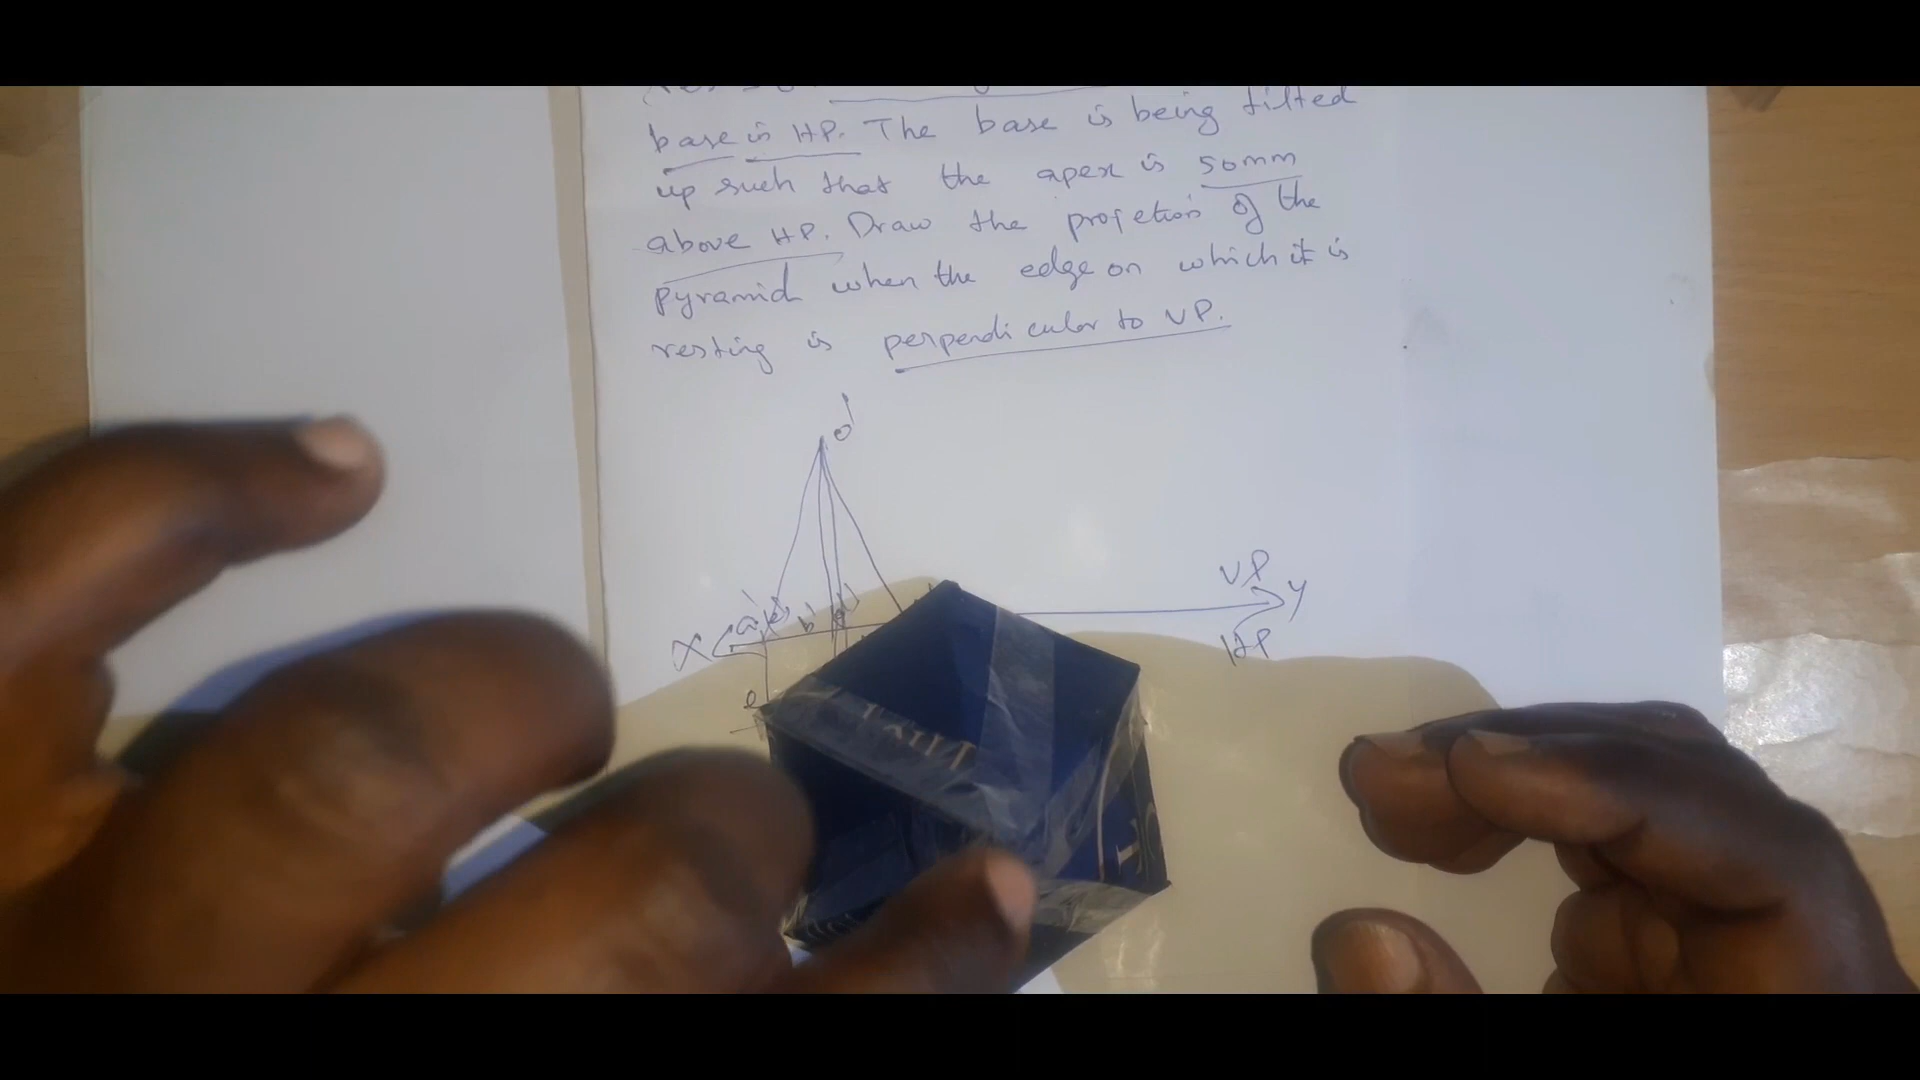 base is HP. The base is being tilted
up such that the apex is 50mm
above HP. Draw the projetion of the
pyramid when the edge on which it is
resting is perpendicular to VP.
o'
VP
X
a'
b'
d'
Y
HP
e